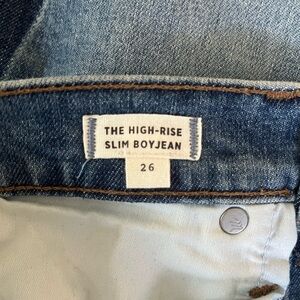 THE HIGH-RISE
SLIM BOYJEAN
26